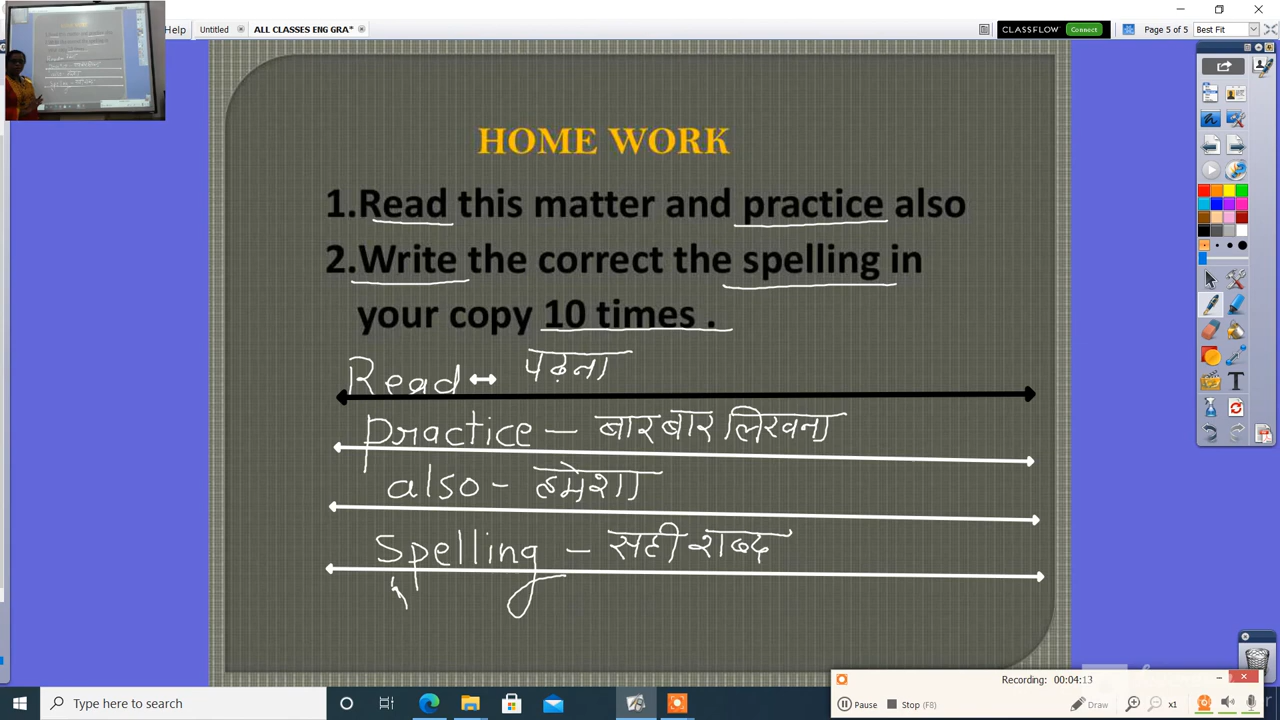 Help
Untitled
ALL CLASSES ENG GRA*
CLASSFLOW
Connect
Page 5 of 5
Best Fit
HOME WORK
1.Read this matter and practice also
2.Write the correct the spelling in
your copy 10 times .
Read ↔ पढ़ना
Practice – बारबार लिखना
also - हमेशा
Spelling – सही शब्द
Recording: 00:04:13
Pause
Stop (F8)
Draw
x1
Type here to search